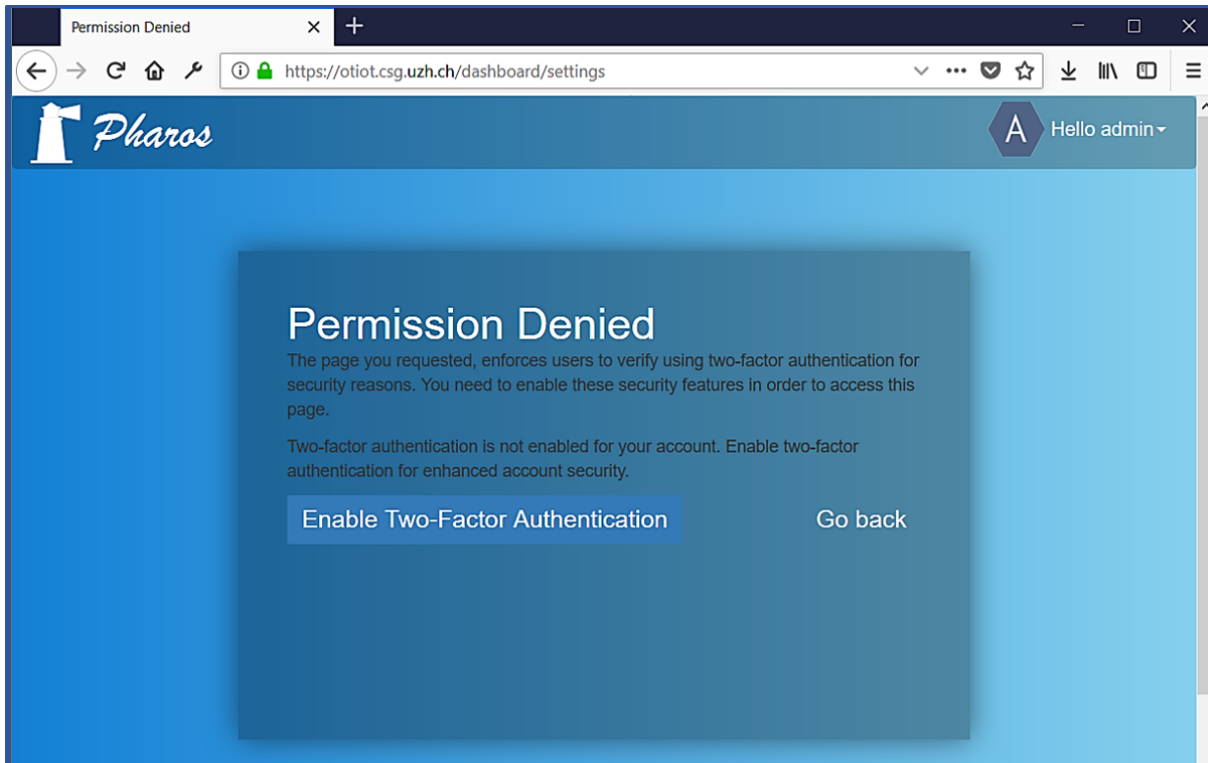 Permission Denied
https://otiot.csg.uzh.ch/dashboard/settings
Pharos
A
Hello admin
Permission Denied
The page you requested, enforces users to verify using two-factor authentication for
security reasons. You need to enable these security features in order to access this
page.
Two-factor authentication is not enabled for your account. Enable two-factor
authentication for enhanced account security.
Enable Two-Factor Authentication
Go back